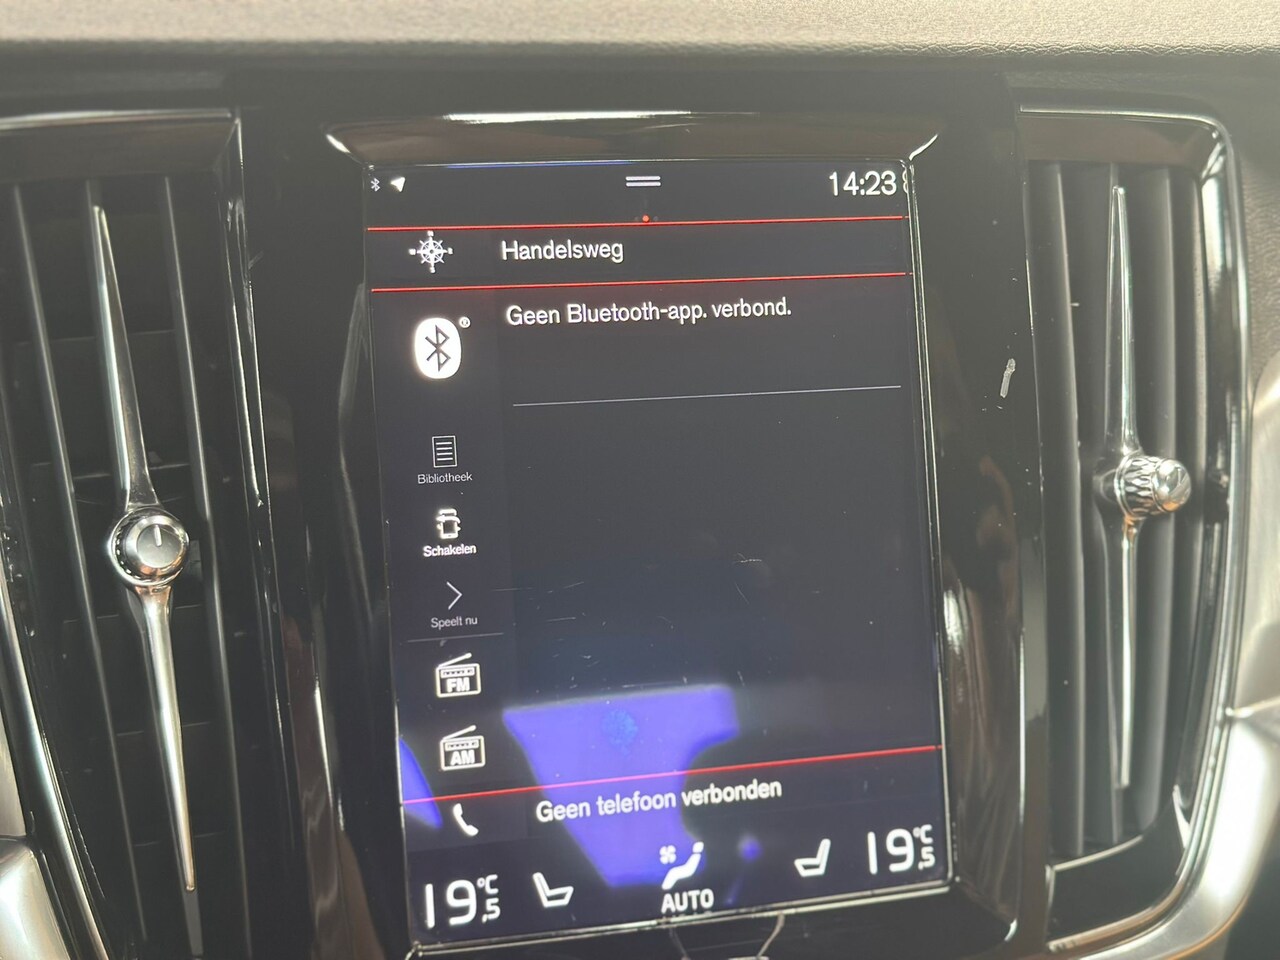 14:23
Handelsweg
Geen Bluetooth-app. verbond.
Bibliotheek
Schakelen
Speelt nu
FM
AM
Geen telefoon verbonden
19,5 °C
AUTO
19,5 °C